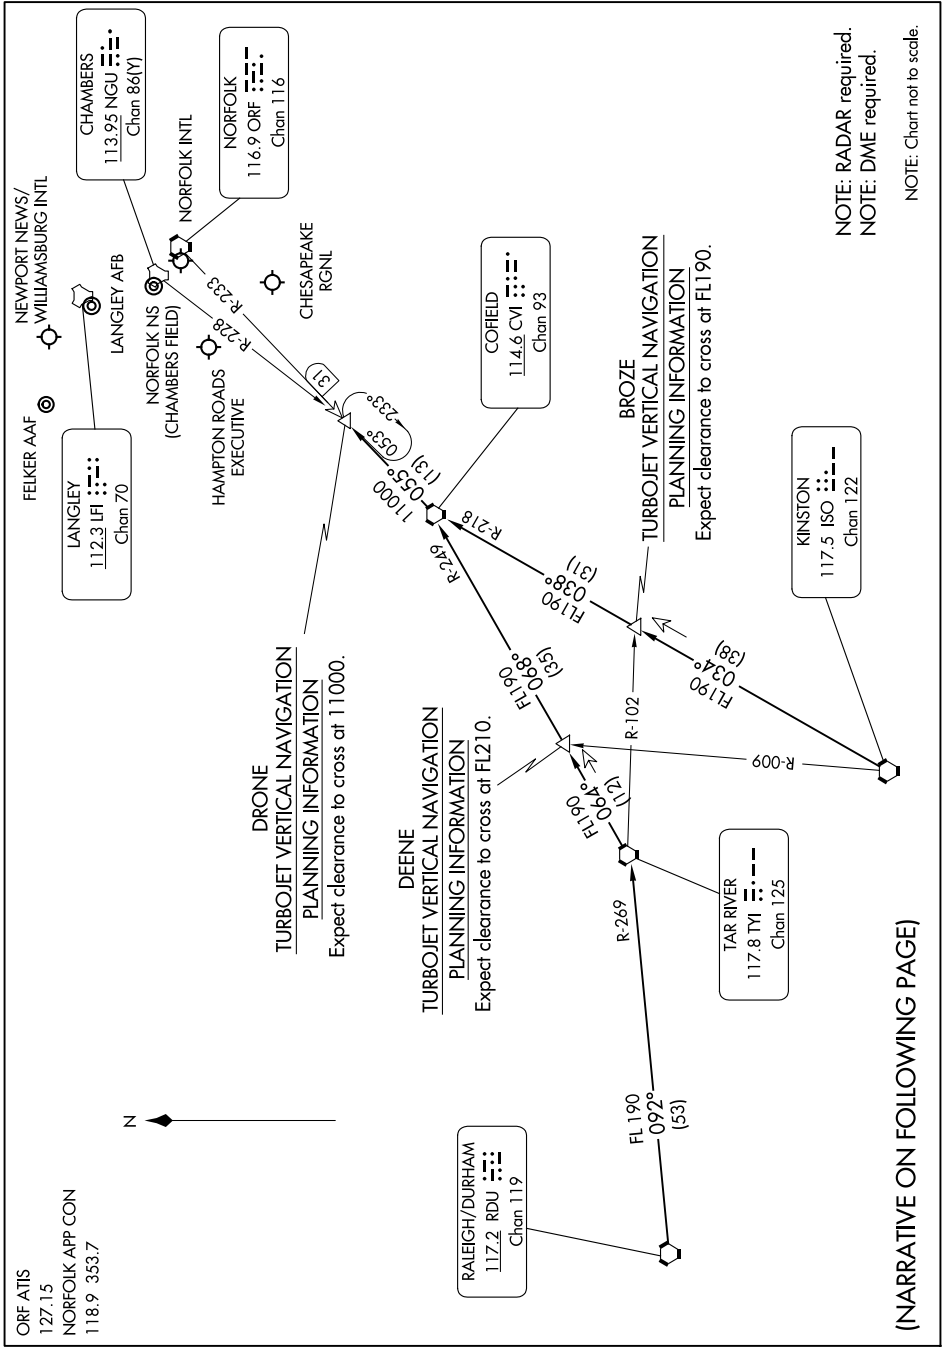 ORF ATIS
127.15
NORFOLK APP CON
118.9 353.7
N
NEWPORT NEWS/
WILLIAMSBURG INTL
FELKER AAF
LANGLEY AFB
NORFOLK NS
(CHAMBERS FIELD)
HAMPTON ROADS
EXECUTIVE
NORFOLK INTL
CHESAPEAKE
RGNL
CHAMBERS
113.95 NGU
Chan 86(Y)
NORFOLK
116.9 ORF
Chan 116
LANGLEY
112.3 LFI
Chan 70
R-233
R-228
31
233°
053°
11000
055°
(13)
COFIELD
114.6 CVI
Chan 93
DRONE
TURBOJET VERTICAL NAVIGATION
PLANNING INFORMATION
Expect clearance to cross at 11000.
DEENE
TURBOJET VERTICAL NAVIGATION
PLANNING INFORMATION
Expect clearance to cross at FL210.
BROZE
TURBOJET VERTICAL NAVIGATION
PLANNING INFORMATION
Expect clearance to cross at FL190.
R-249
R-218
FL190
068°
(35)
FL190
038°
(31)
FL190
064°
(12)
FL190
034°
(38)
R-102
R-009
R-269
FL 190
092°
(53)
RALEIGH/DURHAM
117.2 RDU
Chan 119
TAR RIVER
117.8 TYI
Chan 125
KINSTON
117.5 ISO
Chan 122
NOTE: RADAR required.
NOTE: DME required.
NOTE: Chart not to scale.
(NARRATIVE ON FOLLOWING PAGE)